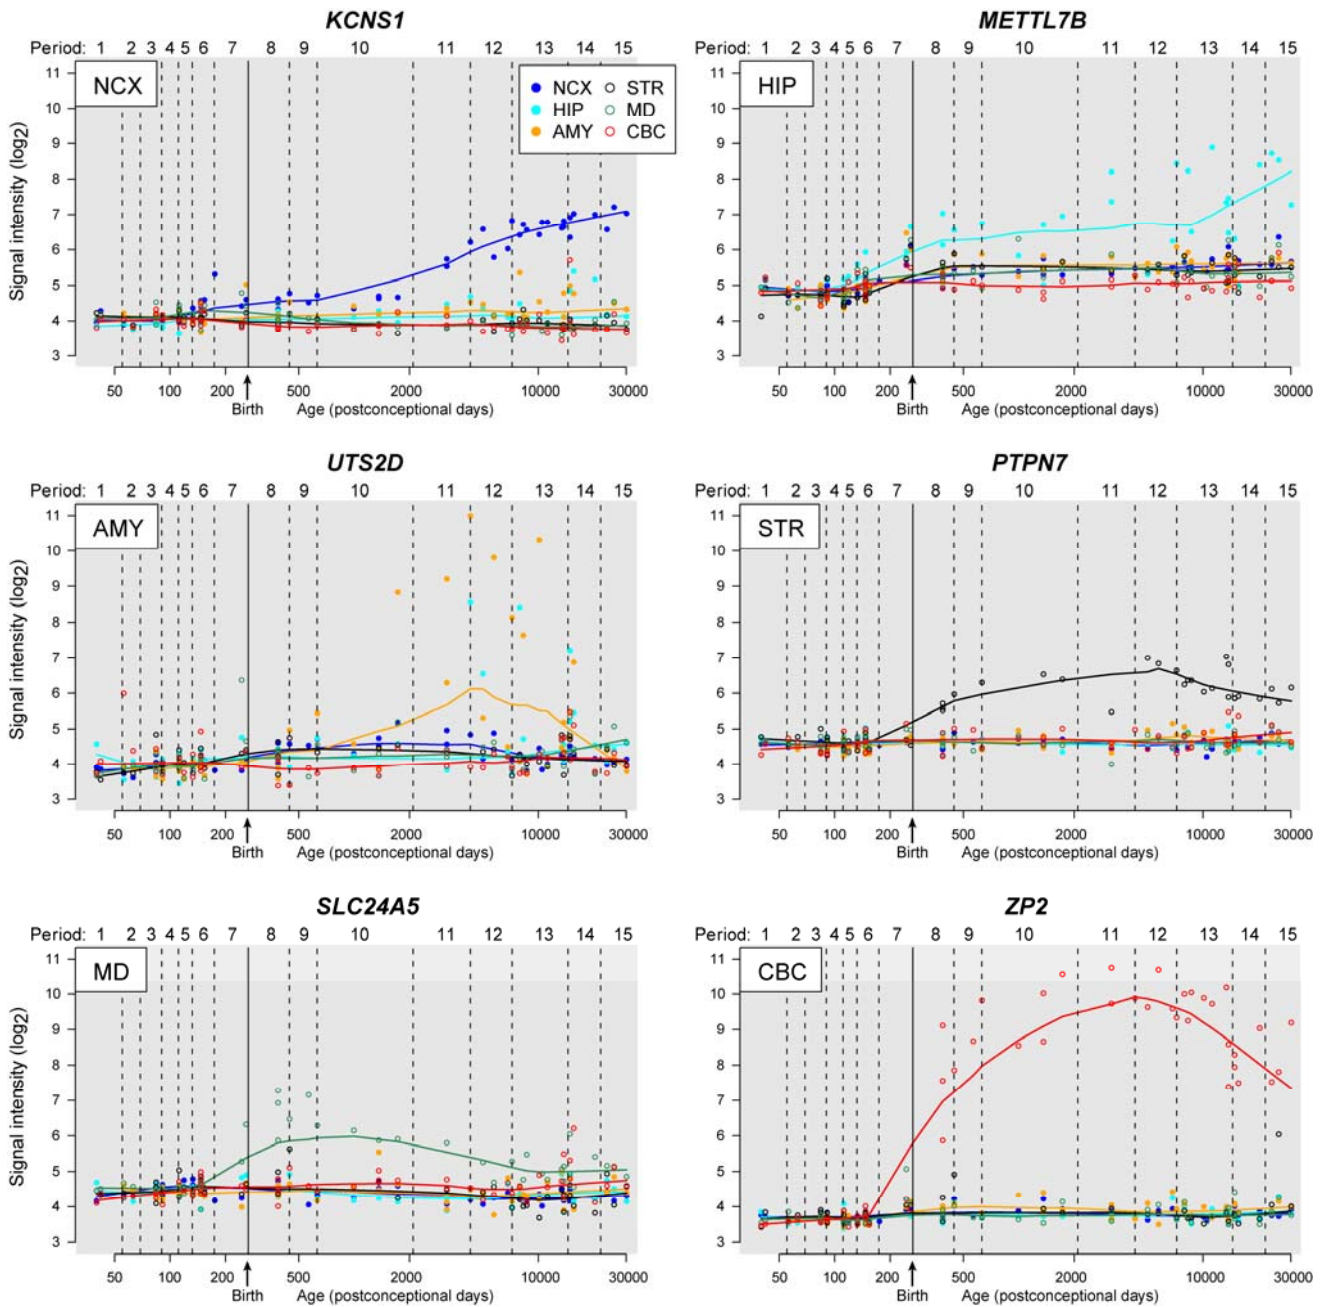 KCNS1
Period: 1 2 3 4 5 6 7 8 9 10 11 12 13 14 15
NCX
NCX STR
HIP MD
AMY CBC
Signal intensity (log2)
11
10
9
8
7
6
5
4
3
50 100 200 500 2000 10000 30000
Birth Age (postconceptional days)
METTL7B
Period: 1 2 3 4 5 6 7 8 9 10 11 12 13 14 15
HIP
11
10
9
8
7
6
5
4
3
50 100 200 500 2000 10000 30000
Birth Age (postconceptional days)
UTS2D
Period: 1 2 3 4 5 6 7 8 9 10 11 12 13 14 15
AMY
Signal intensity (log2)
11
10
9
8
7
6
5
4
3
50 100 200 500 2000 10000 30000
Birth Age (postconceptional days)
PTPN7
Period: 1 2 3 4 5 6 7 8 9 10 11 12 13 14 15
STR
11
10
9
8
7
6
5
4
3
50 100 200 500 2000 10000 30000
Birth Age (postconceptional days)
SLC24A5
Period: 1 2 3 4 5 6 7 8 9 10 11 12 13 14 15
MD
Signal intensity (log2)
11
10
9
8
7
6
5
4
3
50 100 200 500 2000 10000 30000
Birth Age (postconceptional days)
ZP2
Period: 1 2 3 4 5 6 7 8 9 10 11 12 13 14 15
CBC
11
10
9
8
7
6
5
4
3
50 100 200 500 2000 10000 30000
Birth Age (postconceptional days)